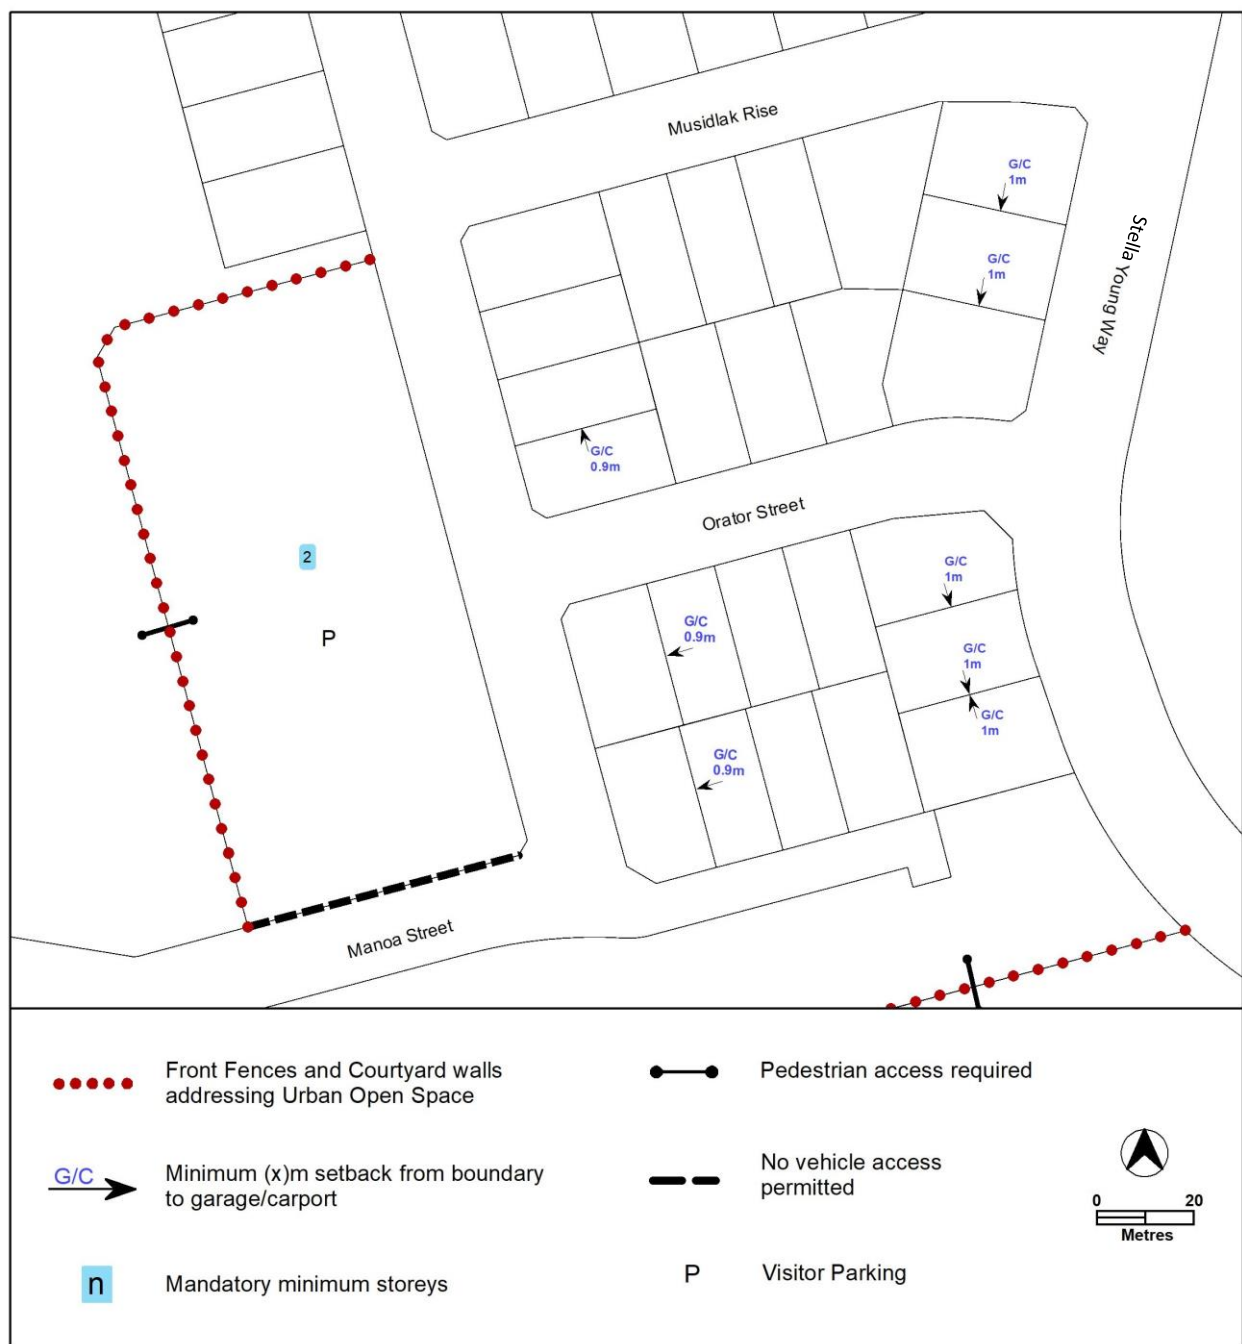 Musidlak Rise
G/C
1m
Stella Young Way
G/C
1m
G/C
0.9m
Orator Street
2
G/C
1m
G/C
0.9m
P
G/C
1m
G/C
1m
G/C
0.9m
Manoa Street
Front Fences and Courtyard walls
addressing Urban Open Space
Pedestrian access required
G/C
Minimum (x)m setback from boundary
to garage/carport
No vehicle access
permitted
0 20
Metres
n
Mandatory minimum storeys
P
Visitor Parking